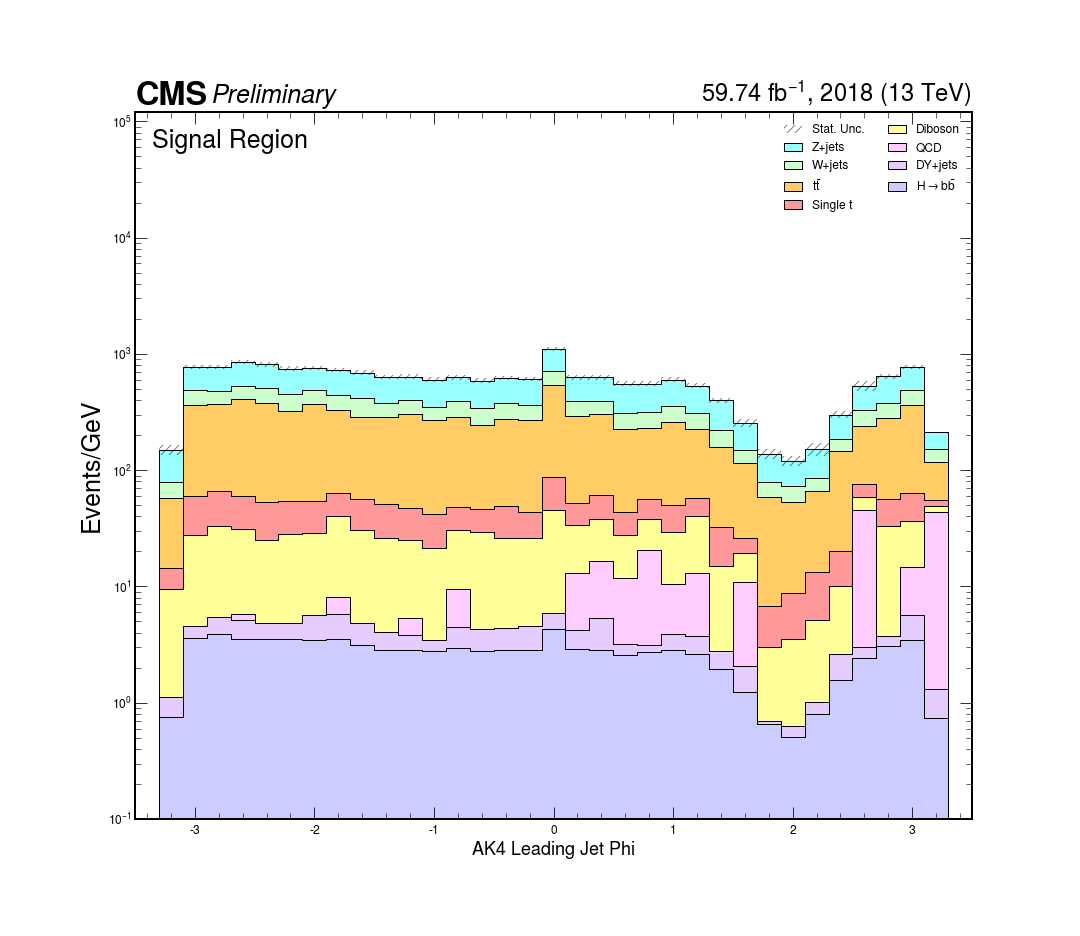 CMS Preliminary
59.74 fb⁻¹, 2018 (13 TeV)
Signal Region
Stat. Unc.
Z+jets
W+jets
tt̄
Single t
Diboson
QCD
DY+jets
H→bb̄
Events/GeV
10⁵
10⁴
10³
10²
10¹
10⁰
10⁻¹
-3 -2 -1 0 1 2 3
AK4 Leading Jet Phi